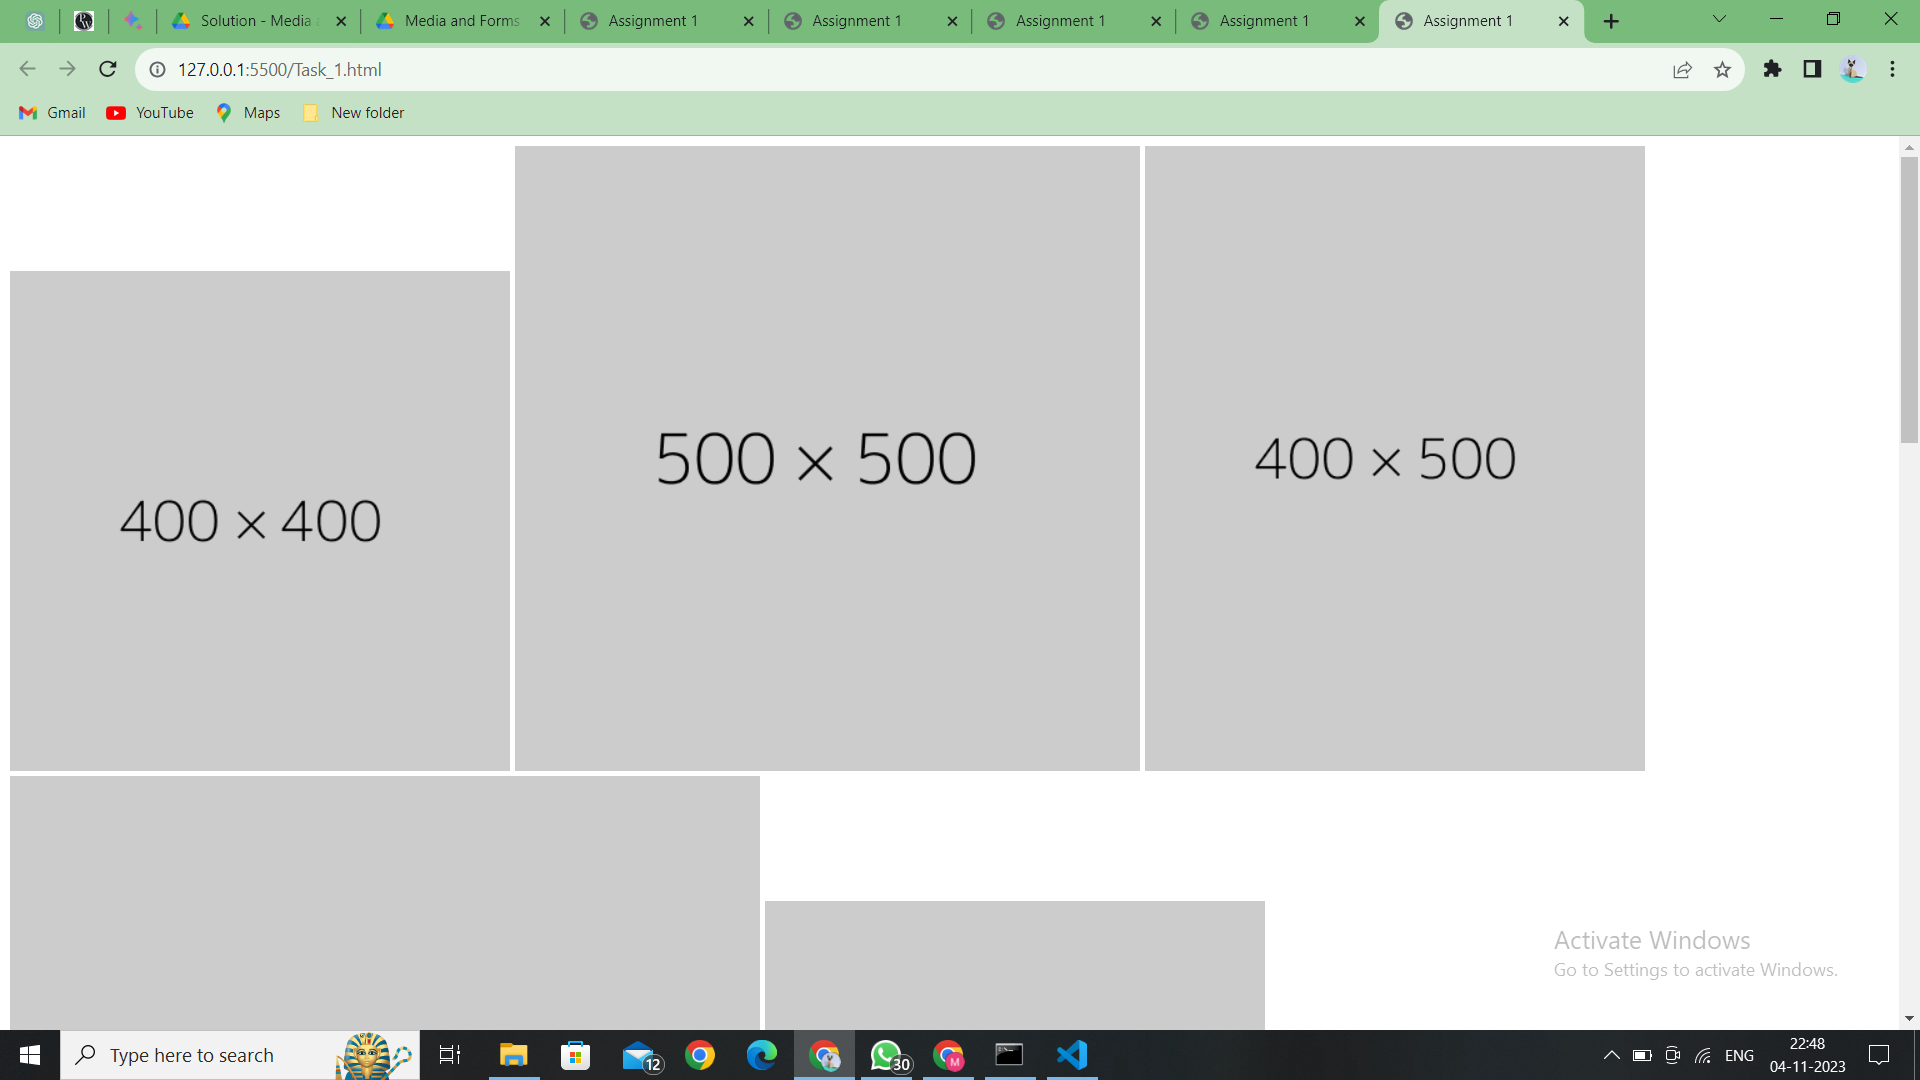 Solution - Media a
Media and Forms
Assignment 1
Assignment 1
Assignment 1
Assignment 1
Assignment 1
127.0.0.1:5500/Task_1.html
Gmail
YouTube
Maps
New folder
400 × 400
500 × 500
400 × 500
Activate Windows
Go to Settings to activate Windows.
Type here to search
12
30
M
ENG
22:48
04-11-2023